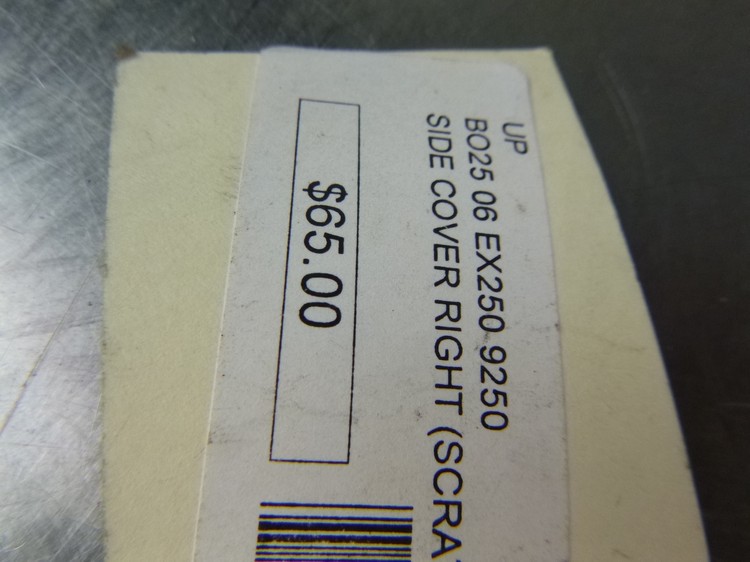 UP
BO25 06 EX250 9250
SIDE COVER RIGHT (SCRA
$65.00